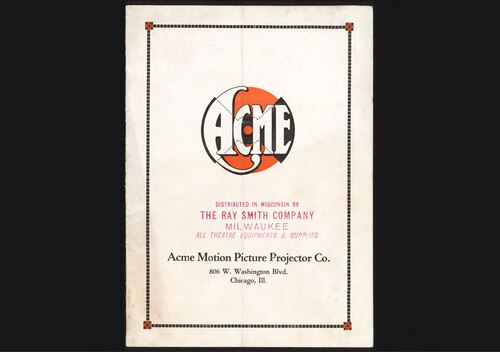 ACME
DISTRIBUTED IN WISCONSIN BY
THE RAY SMITH COMPANY
MILWAUKEE
ALL THEATRE EQUIPMENTS & SUPPLIES
Acme Motion Picture Projector Co.
806 W. Washington Blvd.
Chicago, Ill.